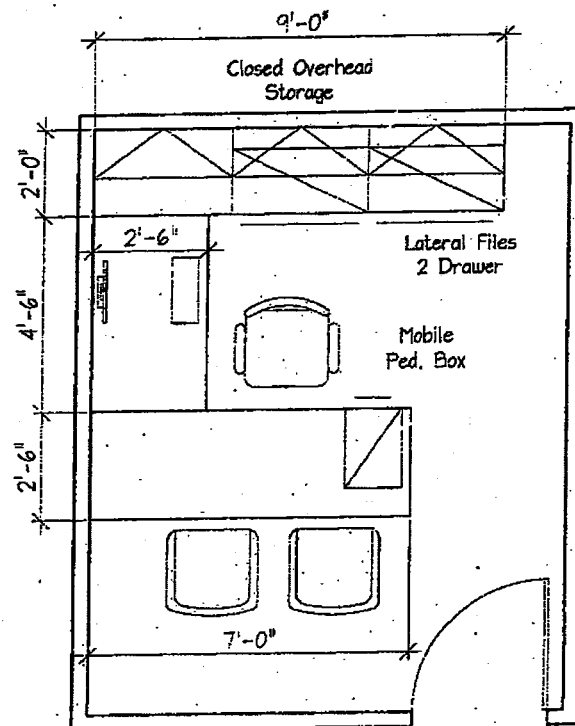 9'-0"
Closed Overhead
Storage
2'-0"
2'-6"
Lateral Files
2 Drawer
4'-6"
Mobile
Ped. Box
2'-6"
7'-0"